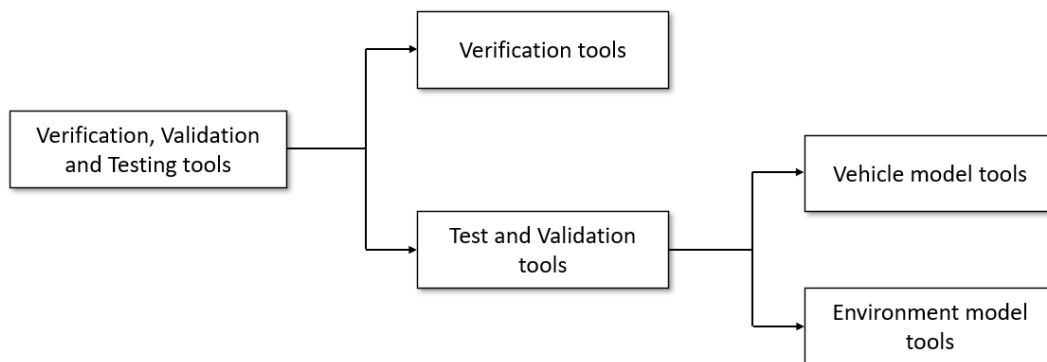 Verification tools
Verification, Validation
and Testing tools
Vehicle model tools
Test and Validation
tools
Environment model
tools